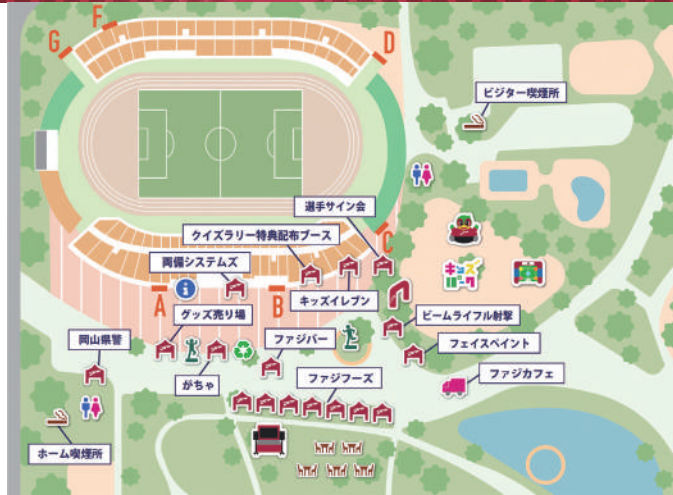 F
G
D
ビジター喫煙所
選手サイン会
クイズラリー特典配布ブース
C
両備システムズ
キッズパーク
A
i
B
キッズイレブン
グッズ売り場
ビームライフル射撃
岡山県警
ファジバー
フェイスペイント
がちゃ
ファジフーズ
ファジカフェ
ホーム喫煙所